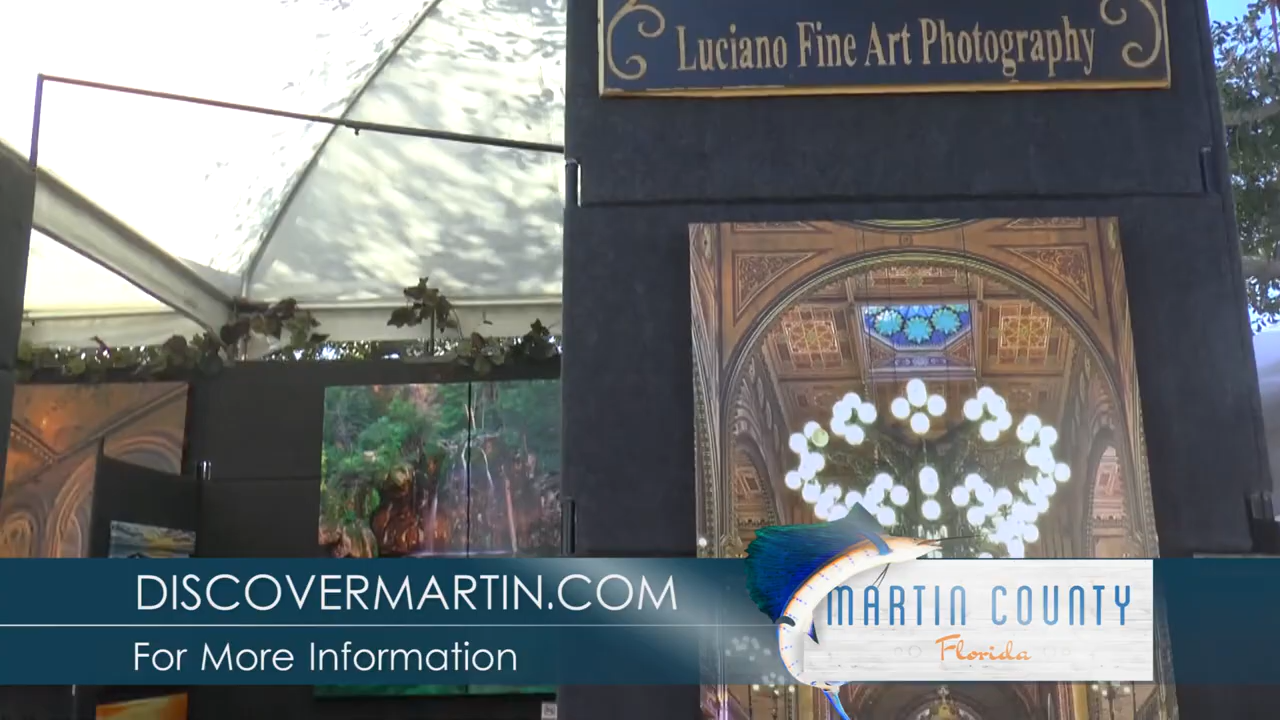 Luciano Fine Art Photography
DISCOVERMARTIN.COM
For More Information
MARTIN COUNTY
Florida